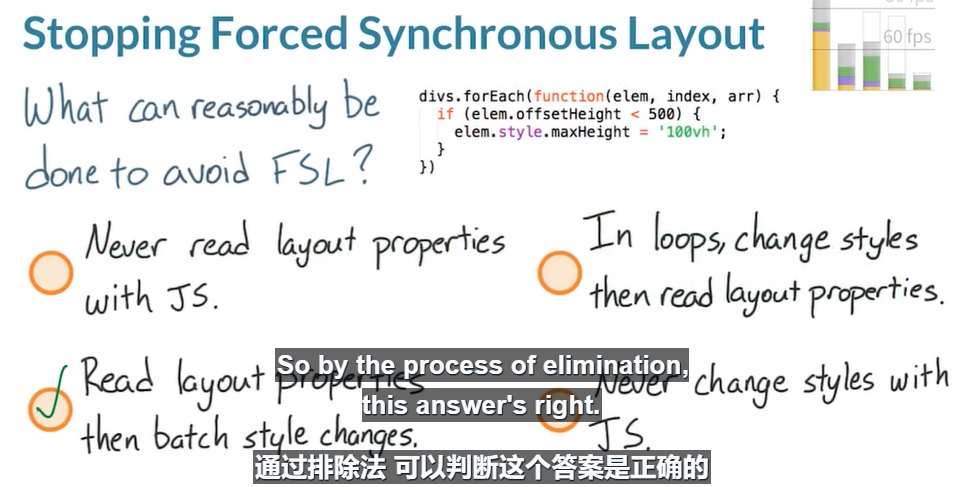 Stopping Forced Synchronous Layout
60 fps
What can reasonably be
done to avoid FSL?
divs.forEach(function(elem, index, arr) {
if (elem.offsetHeight < 500) {
elem.style.maxHeight = '100vh';
}
})
Never read layout properties
with JS.
In loops, change styles
then read layout properties.
Read layout properties
then batch style changes.
Never change styles with
JS.
So by the process of elimination,
this answer's right.
通过排除法 可以判断这个答案是正确的